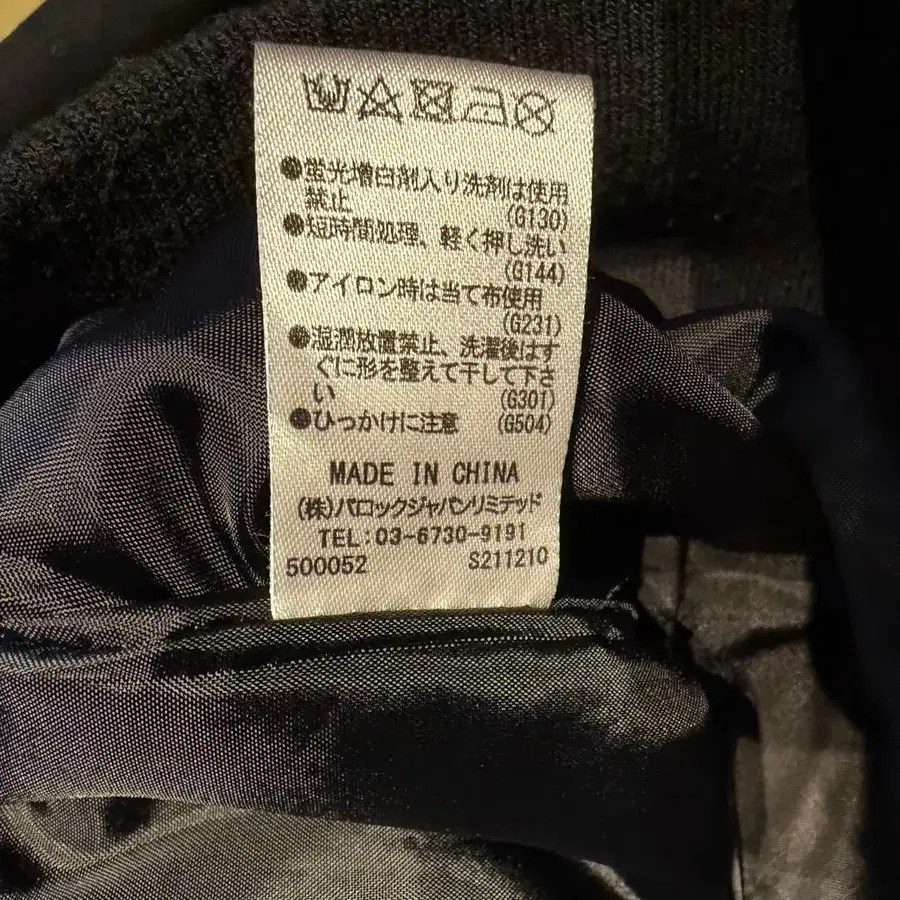 ●蛍光増白剤入り洗剤は使用
禁止
(G130)
●短時間処理、軽く押し洗い
(G144)
●アイロン時は当て布使用
(G231)
●湿潤放置禁止、洗濯後はす
ぐに形を整えて干して下さ
い
(G301)
●ひっかけに注意 (G504)
MADE IN CHINA
(株)バロックジャパンリミテッド
TEL:03-6730-9191
500052 S211210